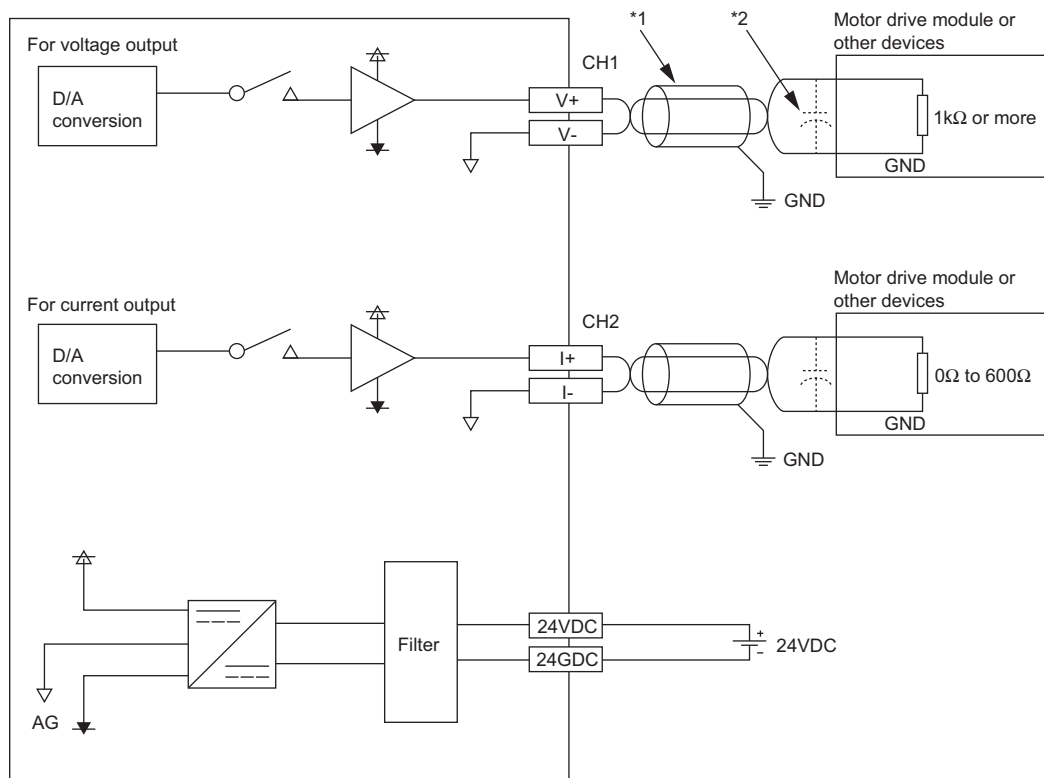 *1
*2
Motor drive module or
other devices
For voltage output
CH1
D/A
conversion
V+
V-
1kΩ or more
GND
GND
Motor drive module or
other devices
For current output
CH2
D/A
conversion
I+
I-
0Ω to 600Ω
GND
GND
Filter
24VDC
24GDC
24VDC
+
−
AG